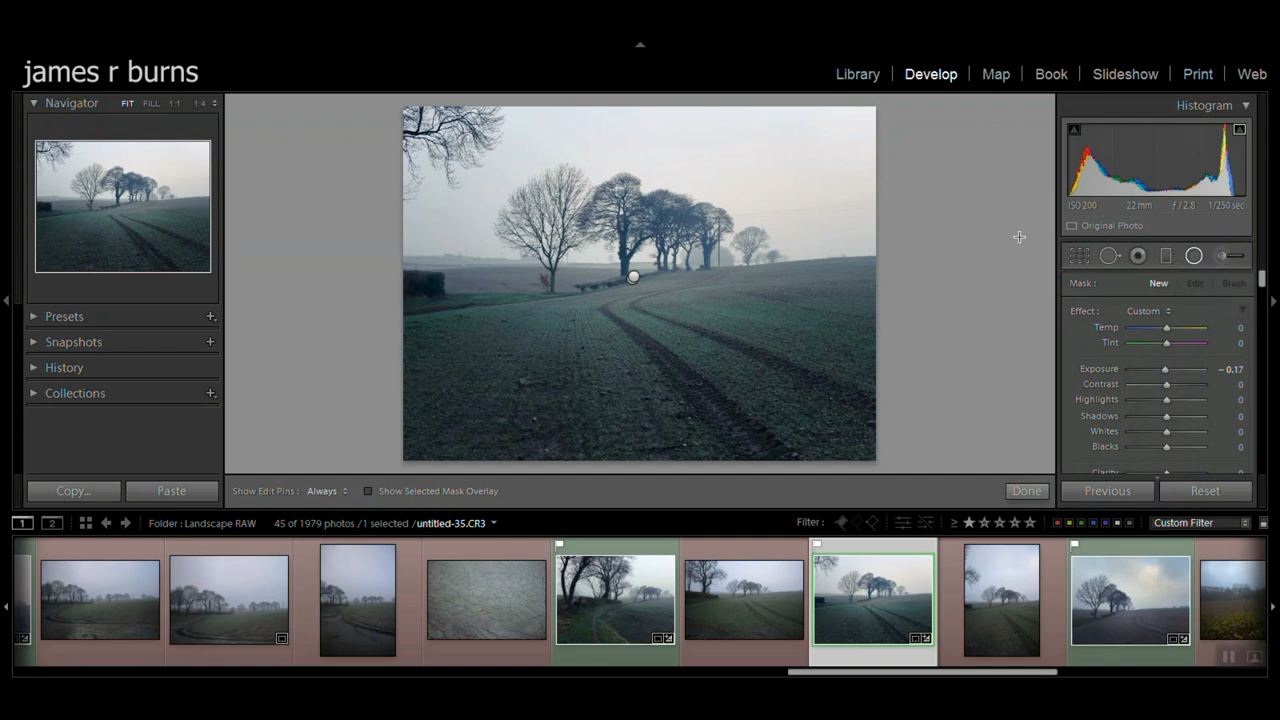 james r burns
Library | Develop | Map | Book | Slideshow | Print | Web
Navigator FIT FILL 1:1 1:4
Histogram
ISO 200 22 mm ƒ / 2.8 1/250 sec
Original Photo
Mask : New Edit Brush
Effect : Custom
Temp 0
Tint 0
Exposure – 0.17
Contrast 0
Highlights 0
Shadows 0
Whites 0
Blacks 0
Clarity
Presets
Snapshots
History
Collections
Copy... Paste
Show Edit Pins : Always Show Selected Mask Overlay Done
Previous Reset
1 2 Folder : Landscape RAW 45 of 1979 photos / 1 selected / untitled-35.CR3 Filter : Custom Filter